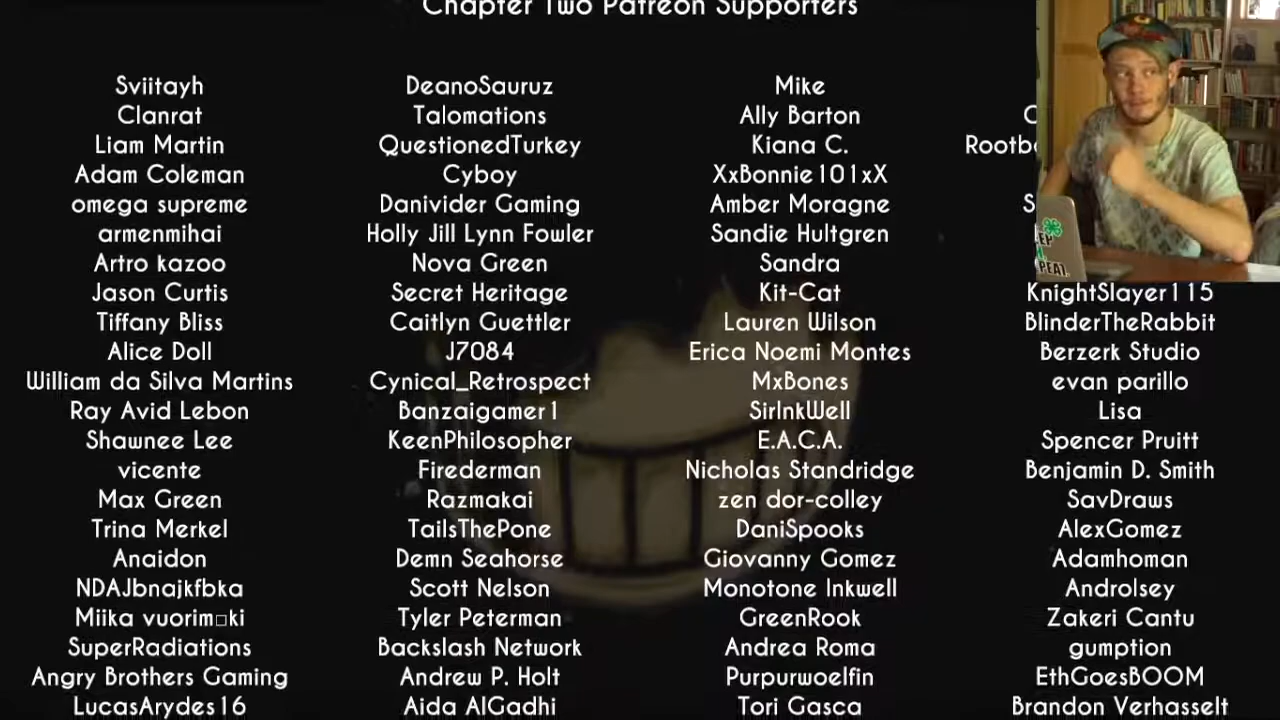 Chapter Two Patreon Supporters
Sviitayh DeanoSauruz Mike
Clanrat Talomations Ally Barton
Liam Martin QuestionedTurkey Kiana C.
Adam Coleman Cyboy XxBonnie101xX
omega supreme Danivider Gaming Amber Moragne
armenmihai Holly Jill Lynn Fowler Sandie Hultgren
Artro kazoo Nova Green Sandra
Jason Curtis Secret Heritage Kit-Cat KnightSlayer115
Tiffany Bliss Caitlyn Guettler Lauren Wilson BlinderTheRabbit
Alice Doll J7084 Erica Noemi Montes Berzerk Studio
William da Silva Martins Cynical_Retrospect MxBones evan parillo
Ray Avid Lebon Banzaigamer1 SirInkWell Lisa
Shawnee Lee KeenPhilosopher E.A.C.A. Spencer Pruitt
vicente Firederman Nicholas Standridge Benjamin D. Smith
Max Green Razmakai zen dor-colley SavDraws
Trina Merkel TailsThePone DaniSpooks AlexGomez
Anaidon Demn Seahorse Giovanny Gomez Adamhoman
NDAJbnajkfbka Scott Nelson Monotone Inkwell Androlsey
Miika vuorim□ki Tyler Peterman GreenRook Zakeri Cantu
SuperRadiations Backslash Network Andrea Roma gumption
Angry Brothers Gaming Andrew P. Holt Purpurwoelfin EthGoesBOOM
LucasArydes16 Aida AlGadhi Tori Gasca Brandon Verhasselt